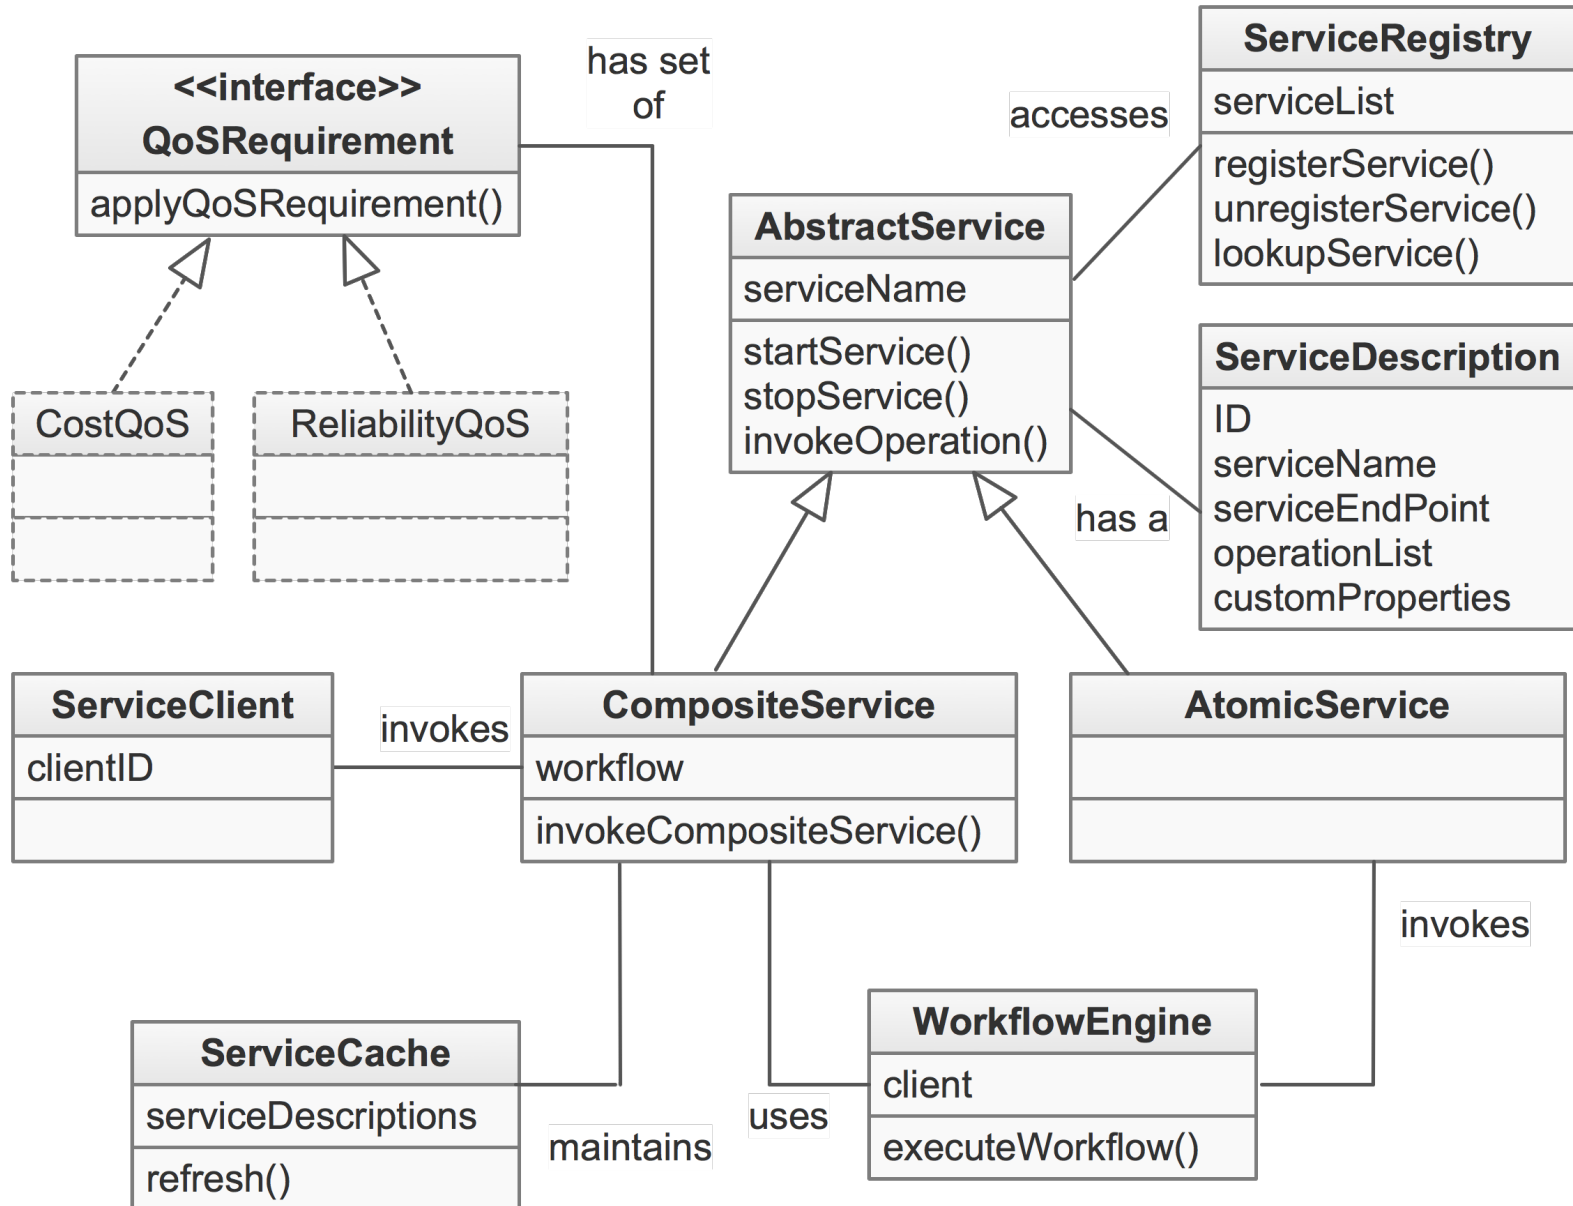 <<interface>>
QoSRequirement
applyQoSRequirement()
has set
of
accesses
ServiceRegistry
serviceList
registerService()
unregisterService()
lookupService()
AbstractService
serviceName
startService()
stopService()
invokeOperation()
ServiceDescription
ID
serviceName
serviceEndPoint
operationList
customProperties
has a
CostQoS
ReliabilityQoS
ServiceClient
clientID
invokes
CompositeService
workflow
invokeCompositeService()
AtomicService
invokes
ServiceCache
serviceDescriptions
refresh()
maintains
uses
WorkflowEngine
client
executeWorkflow()